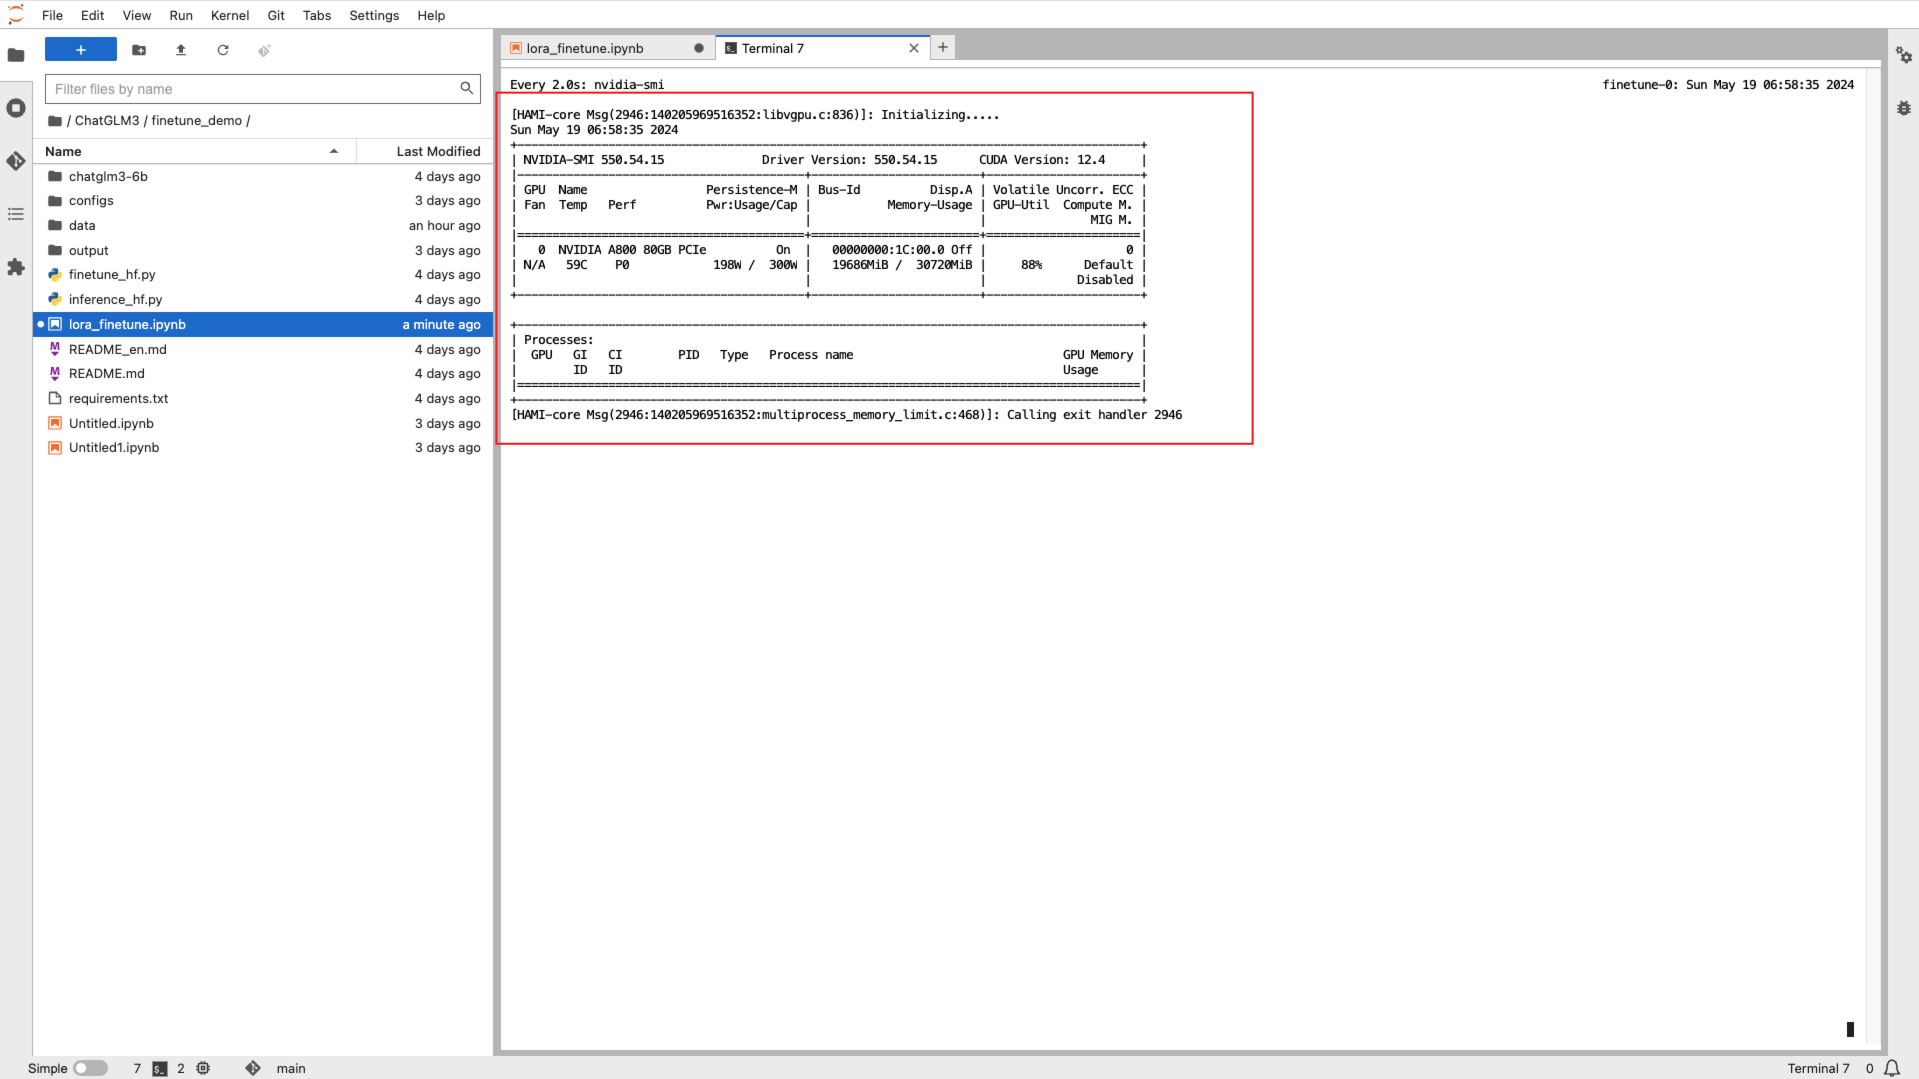 File Edit View Run Kernel Git Tabs Settings Help
Filter files by name
/ ChatGLM3 / finetune_demo /
Name Last Modified
chatglm3-6b 4 days ago
configs 3 days ago
data an hour ago
output 3 days ago
finetune_hf.py 4 days ago
inference_hf.py 4 days ago
lora_finetune.ipynb a minute ago
README_en.md 4 days ago
README.md 4 days ago
requirements.txt 4 days ago
Untitled.ipynb 3 days ago
Untitled1.ipynb 3 days ago
lora_finetune.ipynb Terminal 7
Every 2.0s: nvidia-smi finetune-0: Sun May 19 06:58:35 2024
[HAMI-core Msg(2946:140205969516352:libvgpu.c:836)]: Initializing.....
Sun May 19 06:58:35 2024
+-----------------------------------------------------------------------------------------+
| NVIDIA-SMI 550.54.15 Driver Version: 550.54.15 CUDA Version: 12.4 |
|-----------------------------------------+------------------------+----------------------+
| GPU Name Persistence-M | Bus-Id Disp.A | Volatile Uncorr. ECC |
| Fan Temp Perf Pwr:Usage/Cap | Memory-Usage | GPU-Util Compute M. |
| | | MIG M. |
|=========================================+========================+======================|
| 0 NVIDIA A800 80GB PCIe On | 00000000:1C:00.0 Off | 0 |
| N/A 59C P0 198W / 300W | 19686MiB / 30720MiB | 88% Default |
| | | Disabled |
+-----------------------------------------+------------------------+----------------------+
+-----------------------------------------------------------------------------------------+
| Processes: |
| GPU GI CI PID Type Process name GPU Memory |
| ID ID Usage |
|=========================================================================================|
+-----------------------------------------------------------------------------------------+
[HAMI-core Msg(2946:140205969516352:multiprocess_memory_limit.c:468)]: Calling exit handler 2946
Simple 7 2 main Terminal 7 0